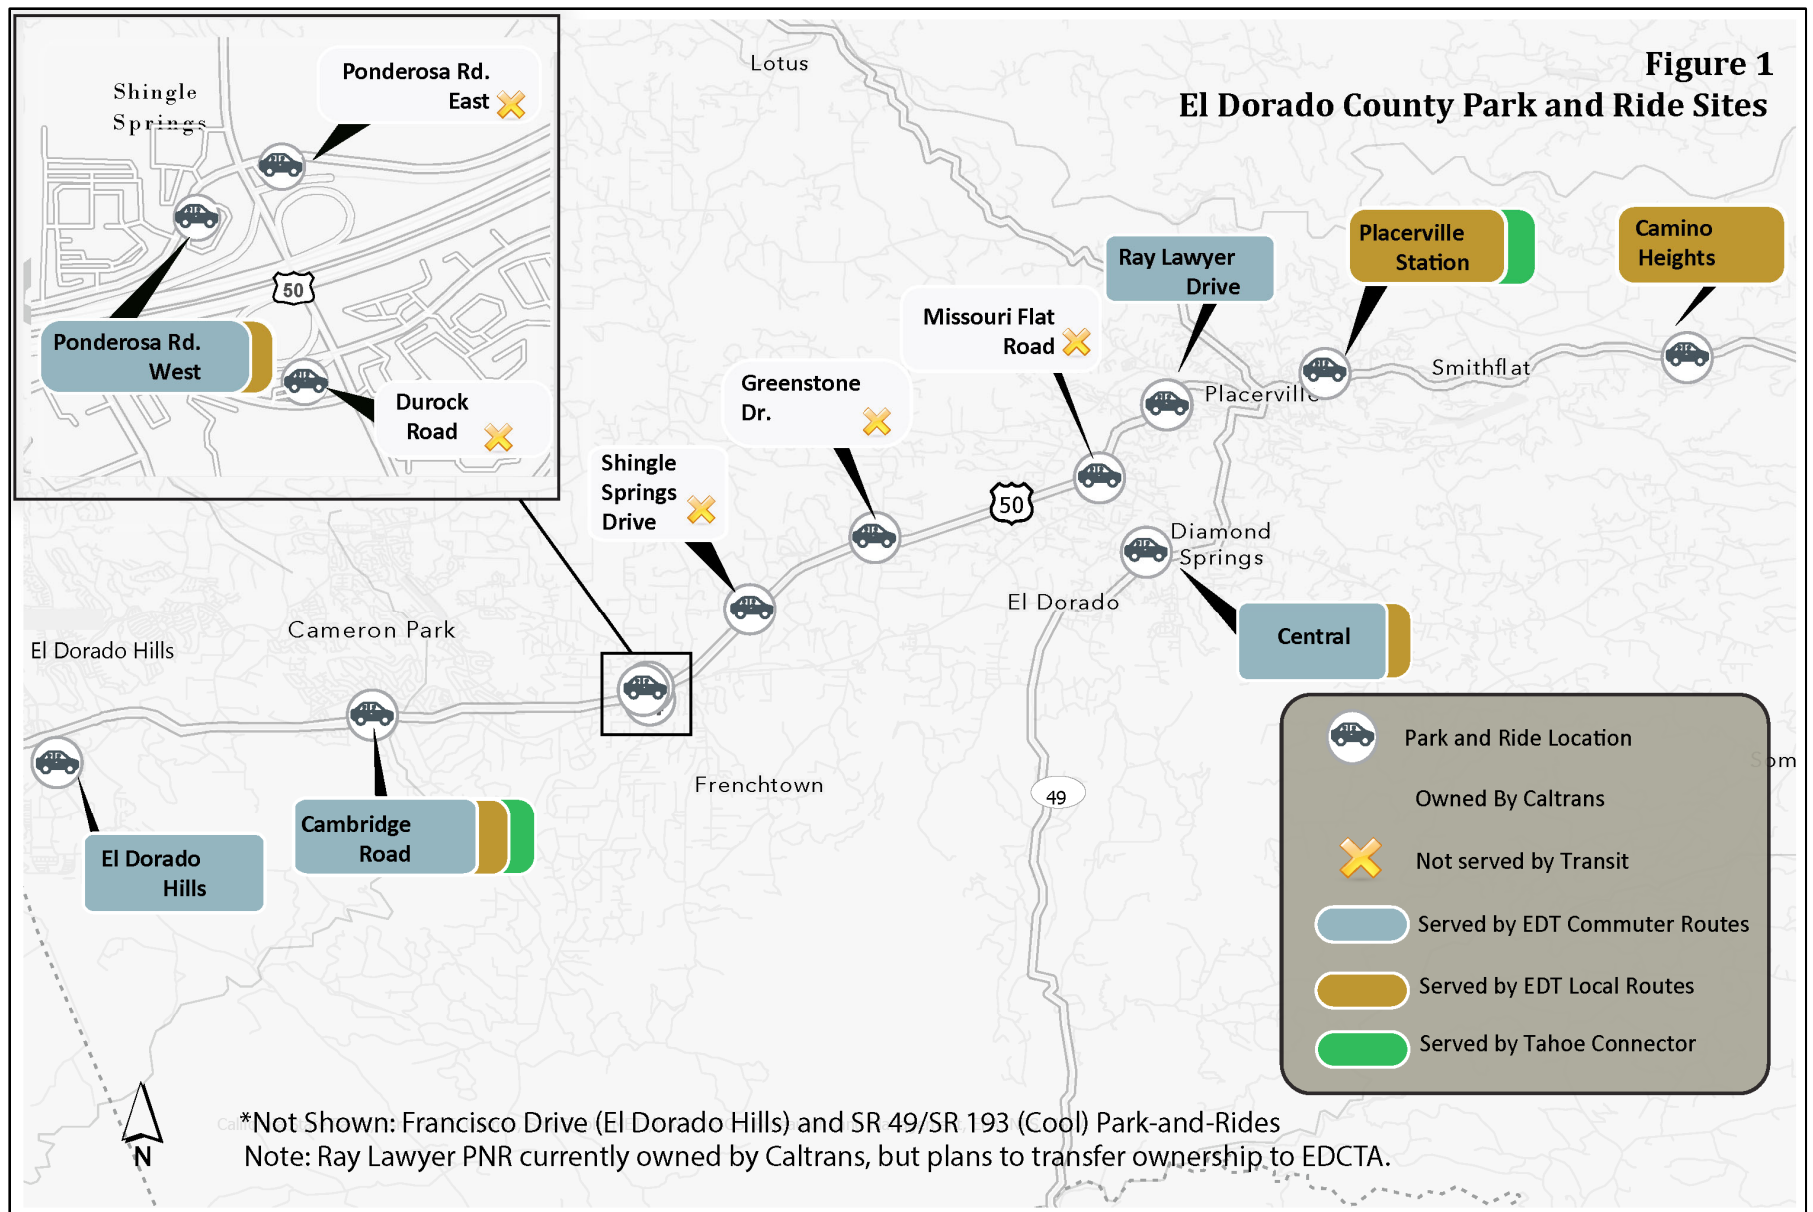 Figure 1
El Dorado County Park and Ride Sites
Shingle
Springs
Ponderosa Rd.
East
50
Ponderosa Rd.
West
Durock
Road
Lotus
Ray Lawyer
Drive
Placerville
Station
Camino
Heights
Missouri Flat
Road
Greenstone
Dr.
Shingle
Springs
Drive
Smithflat
Placerville
50
Diamond
Springs
El Dorado
Central
Cameron Park
El Dorado Hills
Frenchtown
49
El Dorado
Hills
Cambridge
Road
Park and Ride Location
Owned By Caltrans
Not served by Transit
Served by EDT Commuter Routes
Served by EDT Local Routes
Served by Tahoe Connector
Som
N
*Not Shown: Francisco Drive (El Dorado Hills) and SR 49/SR 193 (Cool) Park-and-Rides
Note: Ray Lawyer PNR currently owned by Caltrans, but plans to transfer ownership to EDCTA.